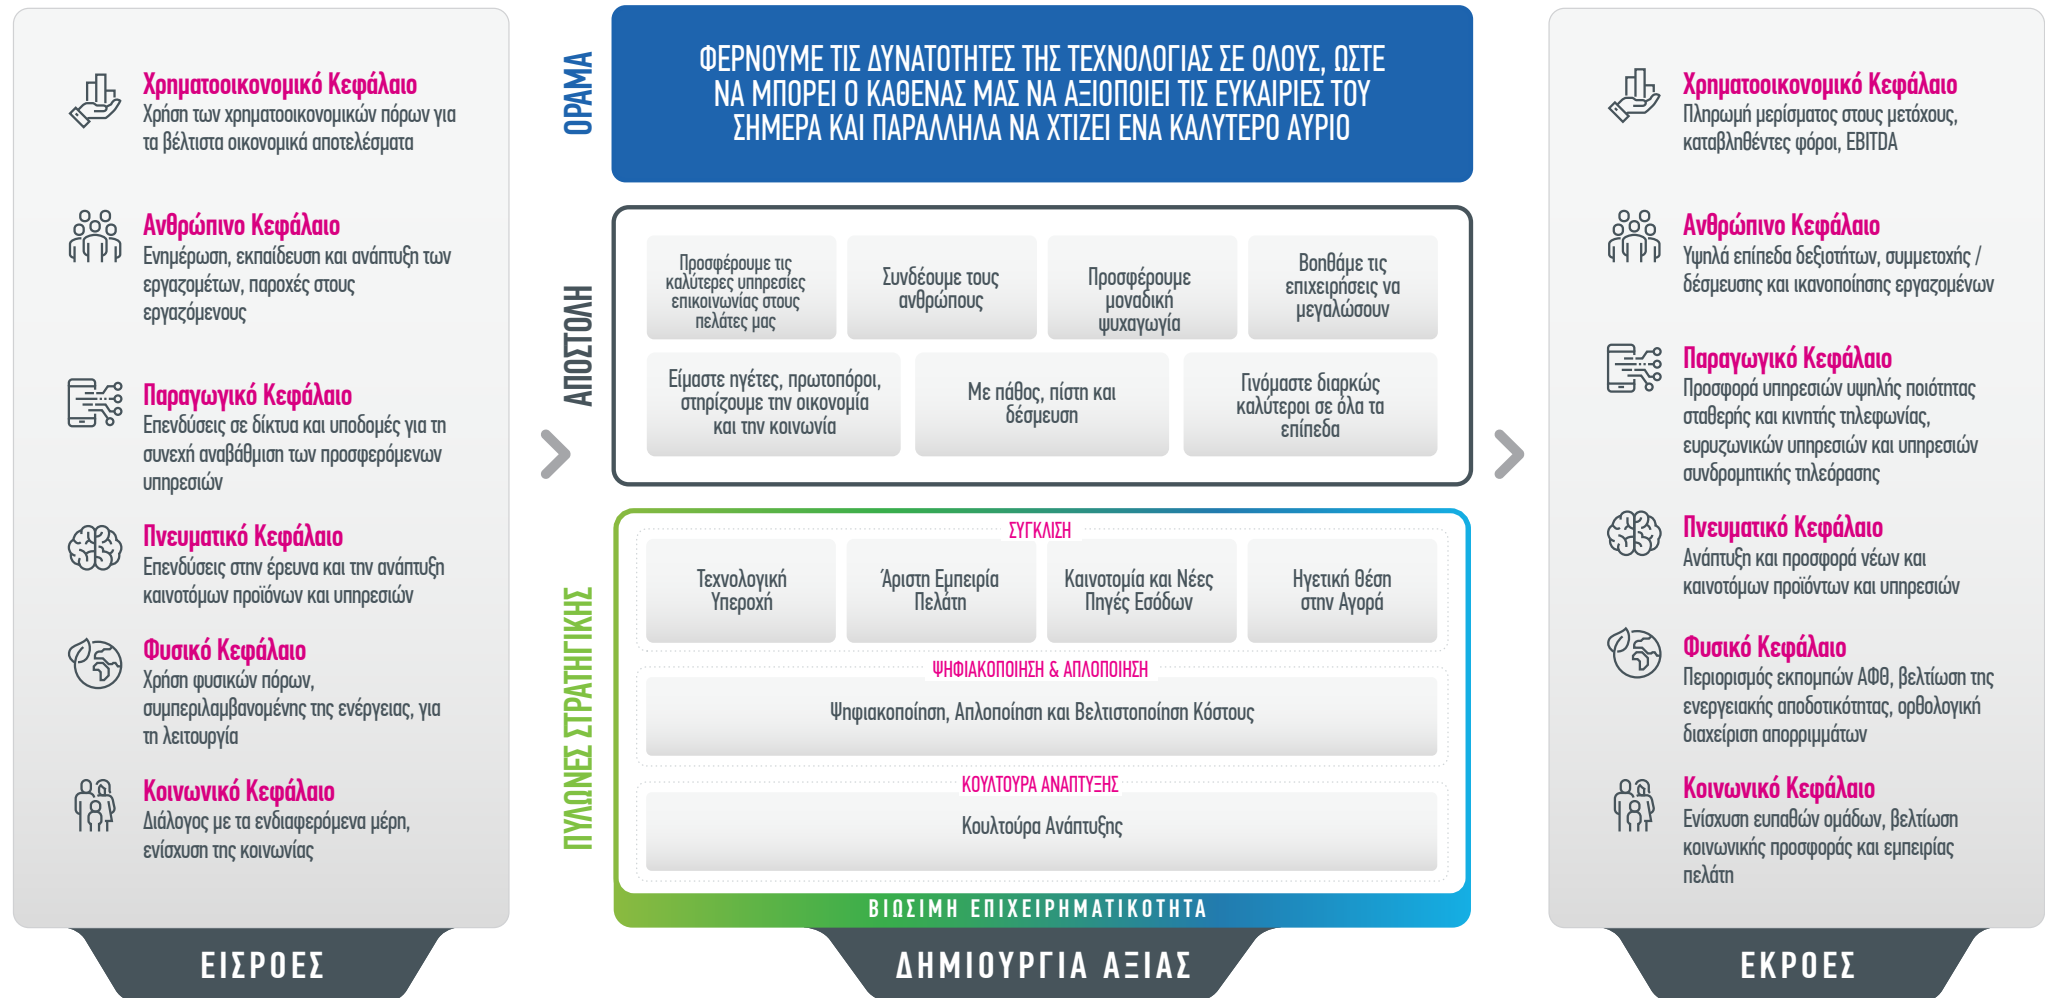 Χρηματοοικονομικό Κεφάλαιο
Χρήση των χρηματοοικονομικών πόρων για
τα βέλτιστα οικονομικά αποτελέσματα
Ανθρώπινο Κεφάλαιο
Ενημέρωση, εκπαίδευση και ανάπτυξη των
εργαζομέτων, παροχές στους
εργαζόμενους
Παραγωγικό Κεφάλαιο
Επενδύσεις σε δίκτυα και υποδομές για τη
συνεχή αναβάθμιση των προσφερόμενων
υπηρεσιών
Πνευματικό Κεφάλαιο
Επενδύσεις στην έρευνα και την ανάπτυξη
καινοτόμων προϊόνων και υπηρεσιών
Φυσικό Κεφάλαιο
Χρήση φυσικών πόρων,
συμπεριλαμβανομένης της ενέργειας, για
τη λειτουργία
Κοινωνικό Κεφάλαιο
Διάλογος με τα ενδιαφερόμενα μέρη,
ενίσχυση της κοινωνίας
ΕΙΣΡΟΕΣ
ΟΡΑΜΑ
ΦΕΡΝΟΥΜΕ ΤΙΣ ΔΥΝΑΤΟΤΗΤΕΣ ΤΗΣ ΤΕΧΝΟΛΟΓΙΑΣ ΣΕ ΟΛΟΥΣ, ΩΣΤΕ
ΝΑ ΜΠΟΡΕΙ Ο ΚΑΘΕΝΑΣ ΜΑΣ ΝΑ ΑΞΙΟΠΟΙΕΙ ΤΙΣ ΕΥΚΑΙΡΙΕΣ ΤΟΥ
ΣΗΜΕΡΑ ΚΑΙ ΠΑΡΑΛΛΗΛΑ ΝΑ ΧΤΙΖΕΙ ΕΝΑ ΚΑΛΥΤΕΡΟ ΑΥΡΙΟ
ΑΠΟΣΤΟΛΗ
Προσφέρουμε τις
καλύτερες υπηρεσίες
επικοινωνίας στους
πελάτες μας
Συνδέουμε τους
ανθρώπους
Προσφέρουμε
μοναδική
ψυχαγωγία
Βοηθάμε τις
επιχειρήσεις να
μεγαλώσουν
Είμαστε ηγέτες, πρωτοπόροι,
στηρίζουμε την οικονομία
και την κοινωνία
Με πάθος, πίστη και
δέσμευση
Γινόμαστε διαρκώς
καλύτεροι σε όλα τα
επίπεδα
ΠΥΛΩΝΕΣ ΣΤΡΑΤΗΓΙΚΗΣ
ΣΥΓΚΛΙΣΗ
Τεχνολογική
Υπεροχή
Άριστη Εμπειρία
Πελάτη
Καινοτομία και Νέες
Πηγές Εσόδων
Ηγετική Θέση
στην Αγορά
ΨΗΦΙΑΚΟΠΟΙΗΣΗ & ΑΠΛΟΠΟΙΗΣΗ
Ψηφιακοποίηση, Απλοποίηση και Βελτιστοποίηση Κόστους
ΚΟΥΛΤΟΥΡΑ ΑΝΑΠΤΥΞΗΣ
Κουλτούρα Ανάπτυξης
ΒΙΩΣΙΜΗ ΕΠΙΧΕΙΡΗΜΑΤΙΚΟΤΗΤΑ
ΔΗΜΙΟΥΡΓΙΑ ΑΞΙΑΣ
Χρηματοοικονομικό Κεφάλαιο
Πληρωμή μερίσματος στους μετόχους,
καταβληθέντες φόροι, EBITDA
Ανθρώπινο Κεφάλαιο
Υψηλά επίπεδα δεξιοτήτων, συμμετοχής /
δέσμευσης και ικανοποίησης εργαζομένων
Παραγωγικό Κεφάλαιο
Προσφορά υπηρεσιών υψηλής ποιότητας
σταθερής και κινητής τηλεφωνίας,
ευρυζωνικών υπηρεσιών και υπηρεσιών
συνδρομητικής τηλεόρασης
Πνευματικό Κεφάλαιο
Ανάπτυξη και προσφορά νέων και
καινοτόμων προϊόντων και υπηρεσιών
Φυσικό Κεφάλαιο
Περιορισμός εκπομπών ΑΦΘ, βελτίωση της
ενεργειακής αποδοτικότητας, ορθολογική
διαχείριση απορριμμάτων
Κοινωνικό Κεφάλαιο
Ενίσχυση ευπαθών ομάδων, βελτίωση
κοινωνικής προσφοράς και εμπειρίας
πελάτη
ΕΚΡΟΕΣ